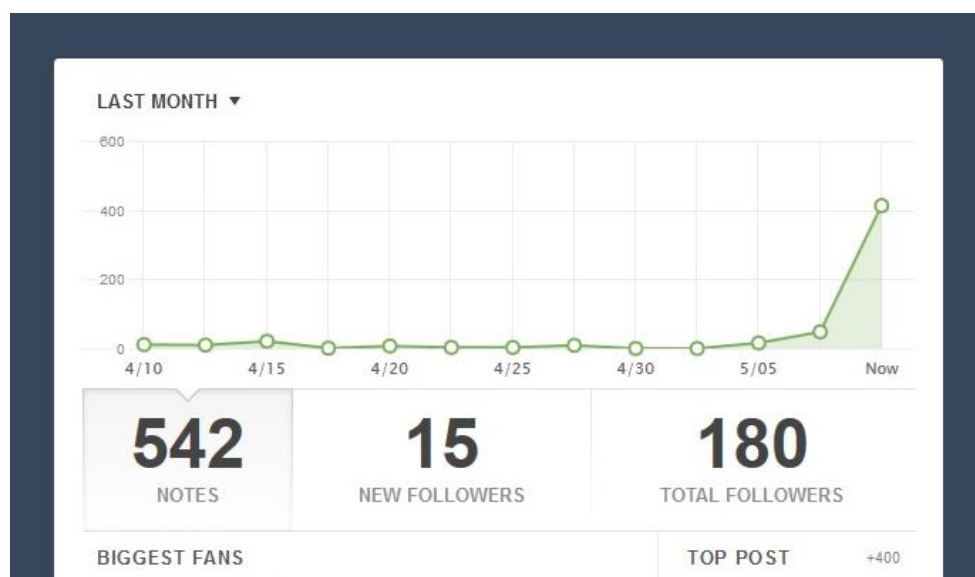 LAST MONTH
600
400
200
0
4/10 4/15 4/20 4/25 4/30 5/05 Now
542 15 180
NOTES NEW FOLLOWERS TOTAL FOLLOWERS
BIGGEST FANS TOP POST +400